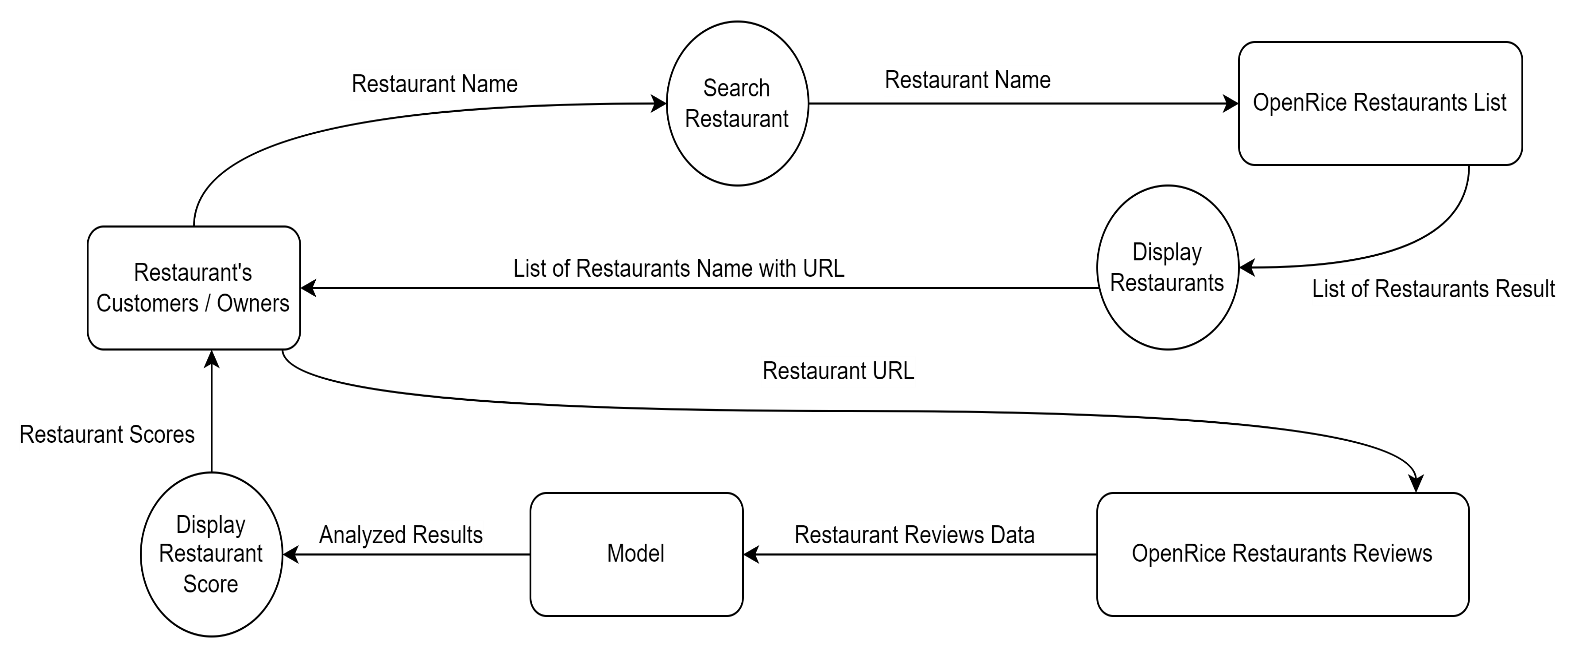 Restaurant Name
Search
Restaurant
Restaurant Name
OpenRice Restaurants List
List of Restaurants Result
Display
Restaurants
List of Restaurants Name with URL
Restaurant's
Customers / Owners
Restaurant URL
OpenRice Restaurants Reviews
Restaurant Reviews Data
Model
Analyzed Results
Display
Restaurant
Score
Restaurant Scores